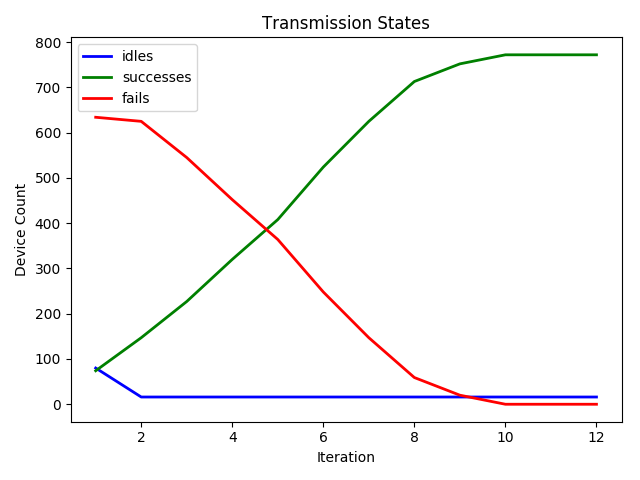 Transmission States
idles
successes
fails
Device Count
800
700
600
500
400
300
200
100
0
2 4 6 8 10 12
Iteration